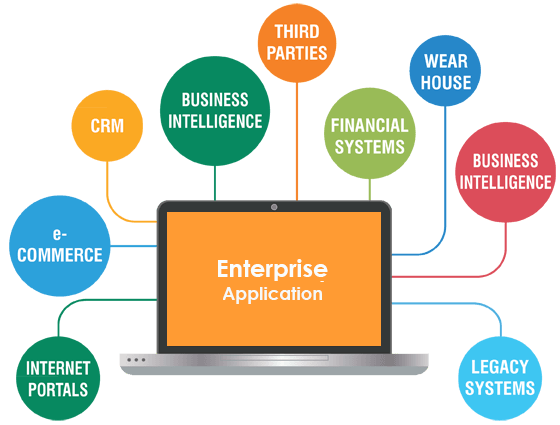 THIRD
PARTIES
WEAR
HOUSE
BUSINESS
INTELLIGENCE
CRM
FINANCIAL
SYSTEMS
BUSINESS
INTELLIGENCE
e-
COMMERCE
Enterprise
Application
INTERNET
PORTALS
LEGACY
SYSTEMS